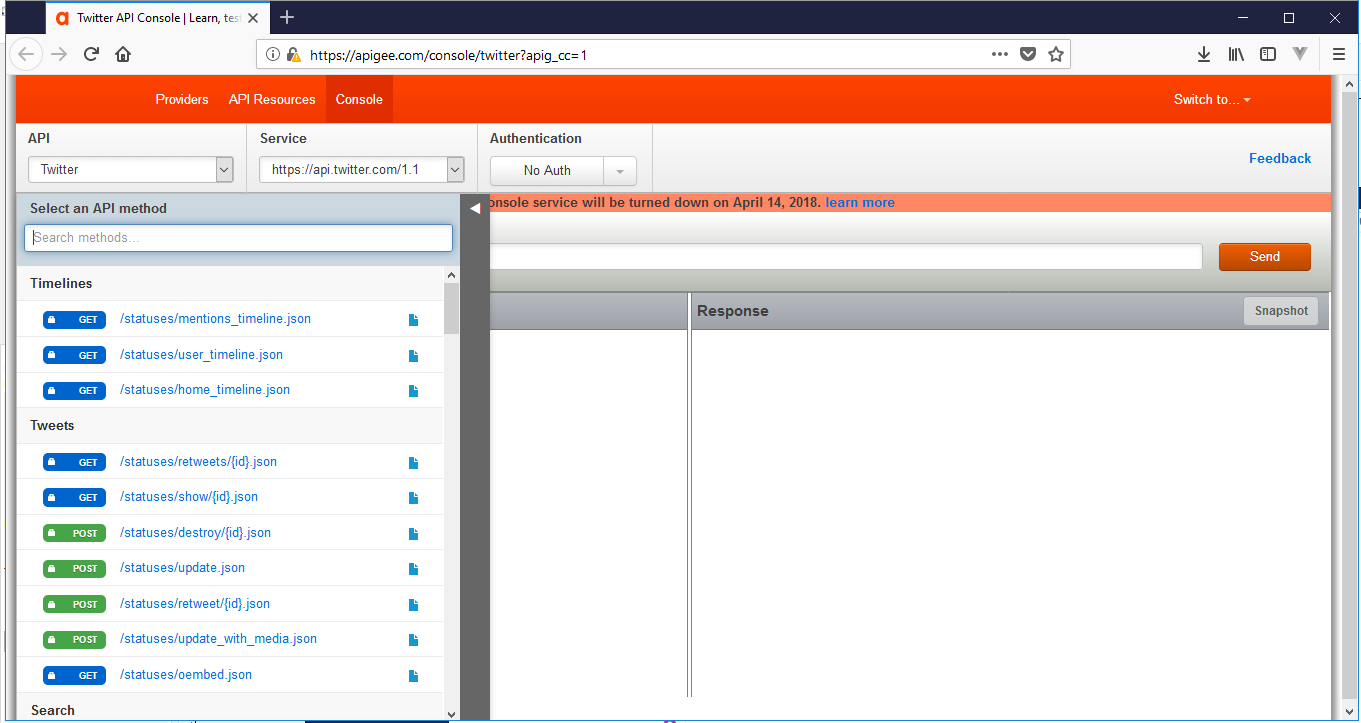 Twitter API Console | Learn, tes
https://apigee.com/console/twitter?apig_cc=1
Providers API Resources Console Switch to...
API Service Authentication
Twitter https://api.twitter.com/1.1 No Auth Feedback
Select an API method
onsole service will be turned down on April 14, 2018. learn more
Search methods...
Send
Timelines
Response Snapshot
GET /statuses/mentions_timeline.json
GET /statuses/user_timeline.json
GET /statuses/home_timeline.json
Tweets
GET /statuses/retweets/{id}.json
GET /statuses/show/{id}.json
POST /statuses/destroy/{id}.json
POST /statuses/update.json
POST /statuses/retweet/{id}.json
POST /statuses/update_with_media.json
GET /statuses/oembed.json
Search